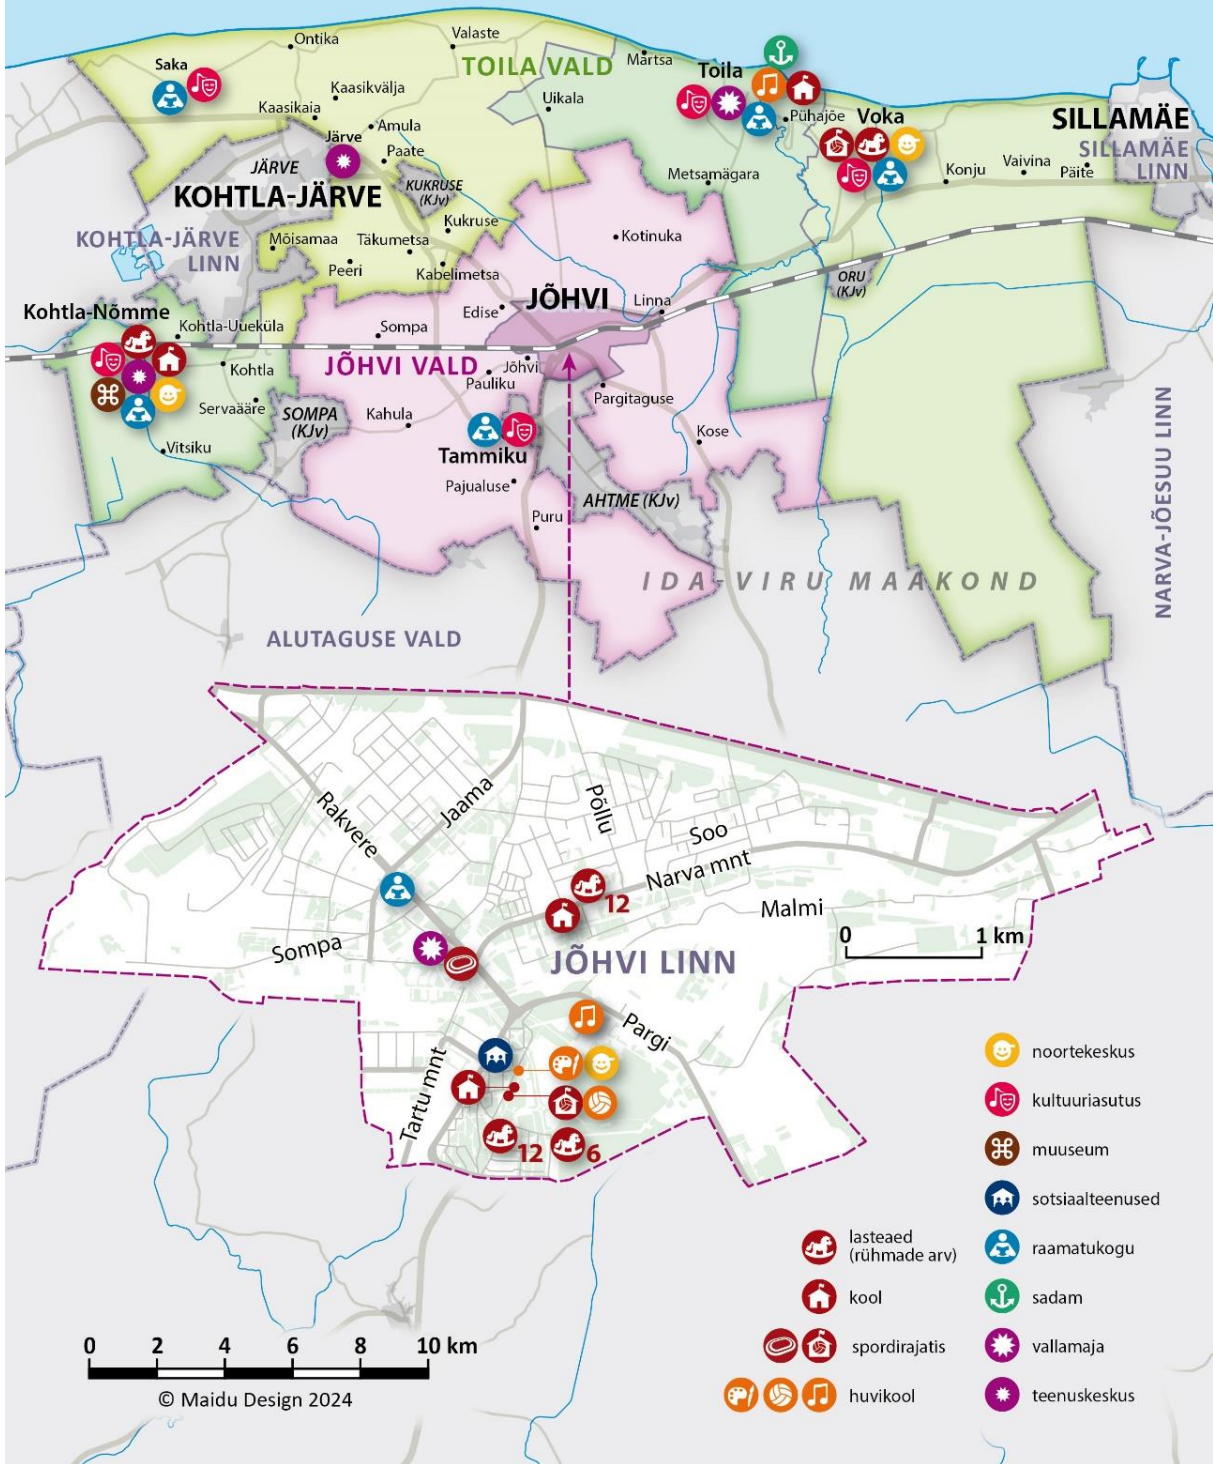 Ontika
Valaste
Saka
TOILA VALD
Martsa
Toila
Kaasikvälja
Kaasikaia
Uikala
Pühajõe
Voka
SILLAMÄE
SILLAMÄE
LINN
Amula
Järve
Paate
JÄRVE
KOHTLA-JÄRVE
KUKRUSE
(KJv)
Metsamägara
Konju
Vaivina
Päite
Kukruse
KOHTLA-JÄRVE
LINN
Mõisamaa
Täkumetsa
Kotinuka
Peeri
Kabelimetsa
ORU
(KJv)
JÕHVI
Linna
Edise
Kohtla-Nõmme
Kohtla-Uueküla
Sompa
JÕHVI VALD
Jõhvi
Kohtla
Pauliku
Pargitaguse
Servaääre
SOMPA
(KJv)
Kahula
Kose
Vitsiku
Tammiku
Pajualuse
AHTME (KJv)
Puru
NARVA-JÕESUU LINN
IDA-VIRU MAAKOND
ALUTAGUSE VALD
Rakvere
Jaama
Põllu
Soo
Narva mnt
12
Malmi
Sompa
0 1 km
JÕHVI LINN
Pargi
Tartu mnt
12
6
noortekeskus
kultuuriasutus
muuseum
sotsiaalteenused
lasteaed
(rühmade arv)
raamatukogu
kool
sadam
spordirajatis
vallamaja
huvikool
teenuskeskus
0 2 4 6 8 10 km
© Maidu Design 2024